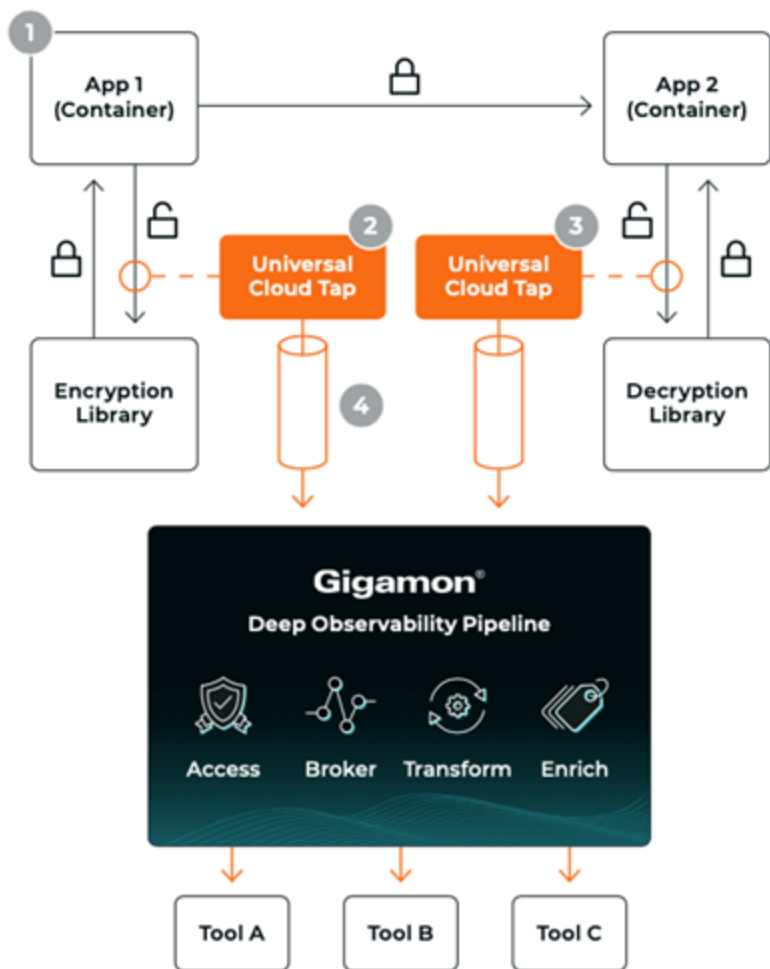 1
App 1
(Container)
App 2
(Container)
2
Universal
Cloud Tap
3
Universal
Cloud Tap
Encryption
Library
4
Decryption
Library
Gigamon®
Deep Observability Pipeline
Access
Broker
Transform
Enrich
Tool A
Tool B
Tool C